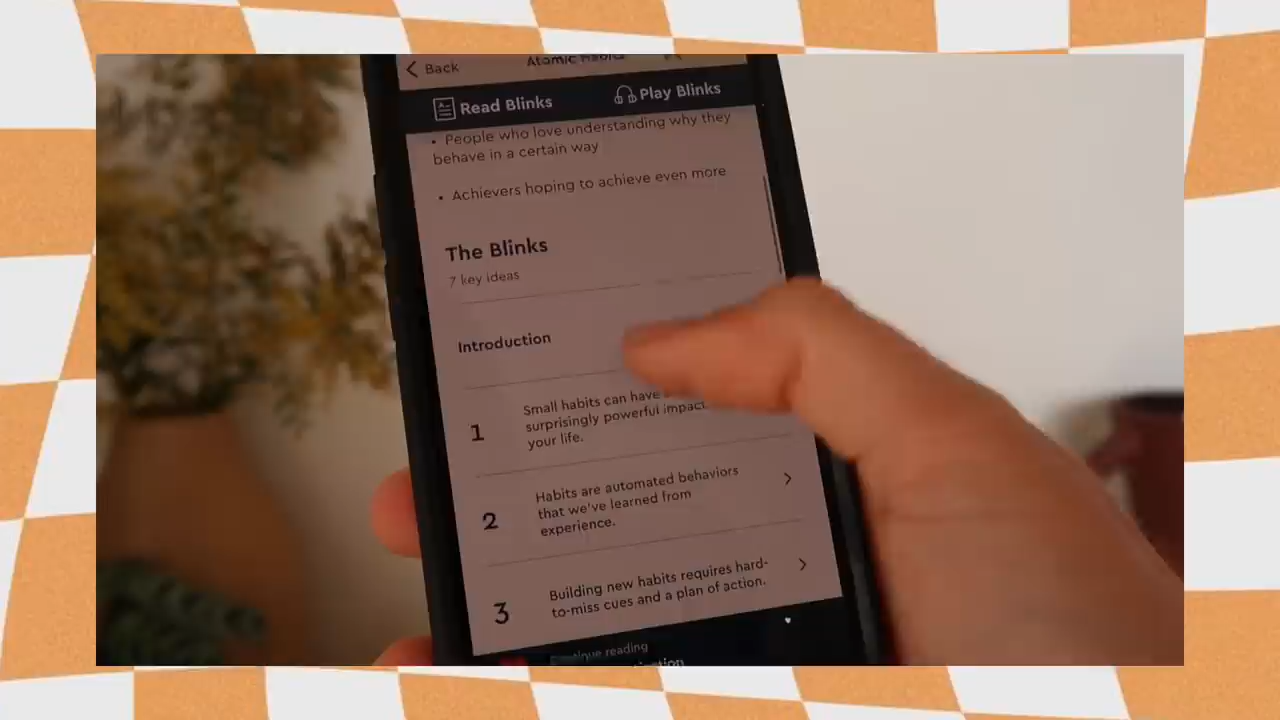 Back
Atomic Habits
Read Blinks
Play Blinks
• People who love understanding why they
behave in a certain way
• Achievers hoping to achieve even more
The Blinks
7 key ideas
Introduction
1
Small habits can have
surprisingly powerful impact
your life.
2
Habits are automated behaviors
that we've learned from
experience.
3
Building new habits requires hard-
to-miss cues and a plan of action.
reading